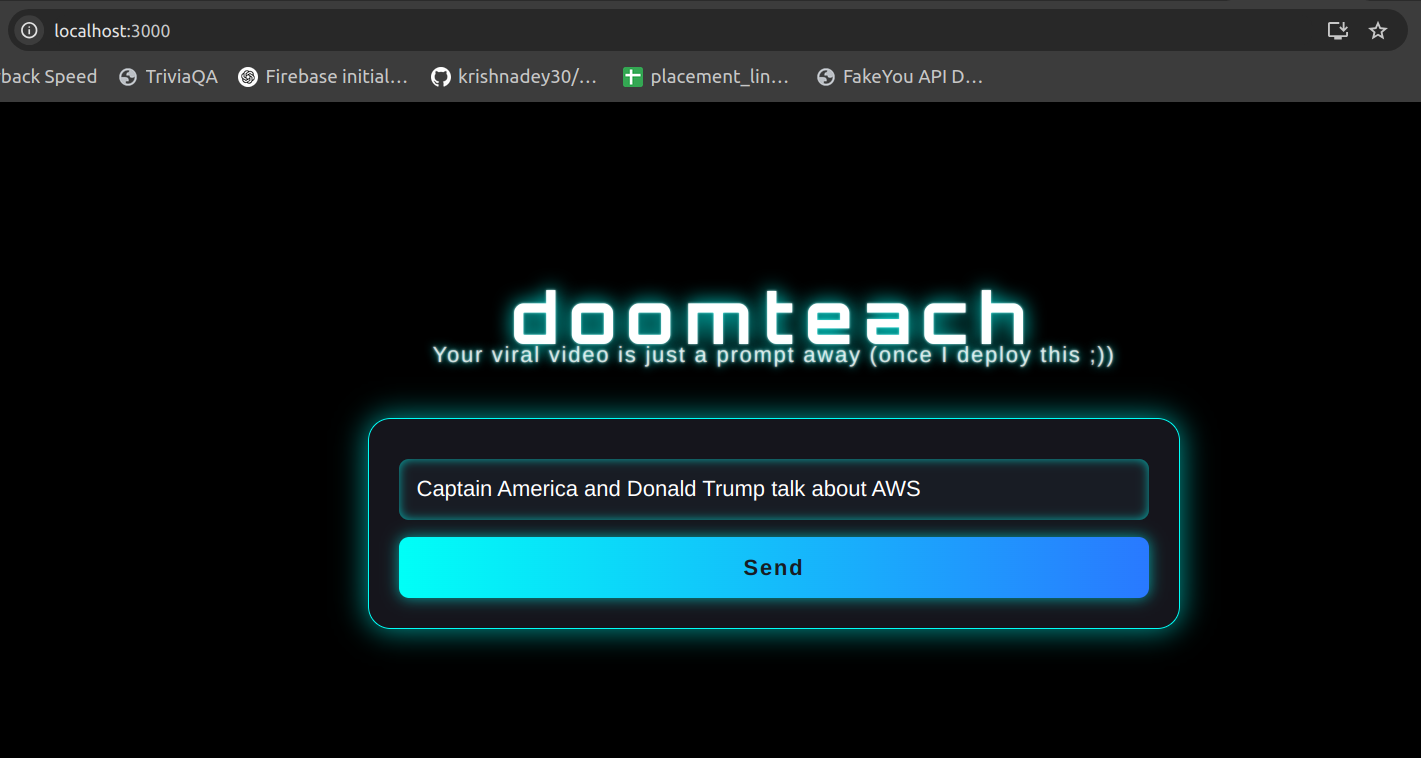 localhost:3000
back Speed TriviaQA Firebase initial... krishnadey30/... placement_lin... FakeYou API D...
doomteach
Your viral video is just a prompt away (once I deploy this ;))
Captain America and Donald Trump talk about AWS
Send